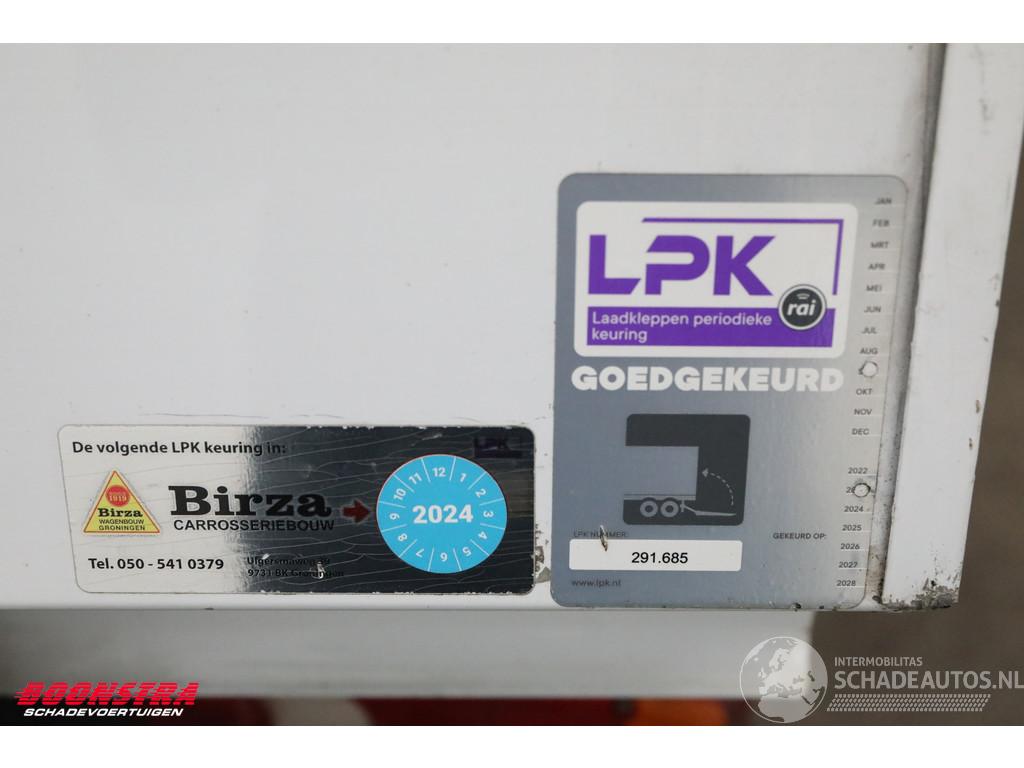 De volgende LPK keuring in:
LPK
SINDS
1919
Birza
WAGENBOUW
GRONINGEN
Birza
CARROSSERIEBOUW
12
1
2
3
4
5
6
7
8
9
10
11
2024
Tel. 050 - 541 0379
9731 BK Groningen
LPK
rai
Laadkleppen periodieke
keuring
GOEDGEKEURD
JAN
FEB
MRT
APR
MEI
JUN
JUL
AUG
OKT
NOV
DEC
2022
2024
2025
2026
2027
2028
LPK NUMMER:
GEKEURD OP:
291.685
www.lpk.nl
BOONSTRA
SCHADEVOERTUIGEN
INTERMOBILITAS
SCHADEAUTOS.NL